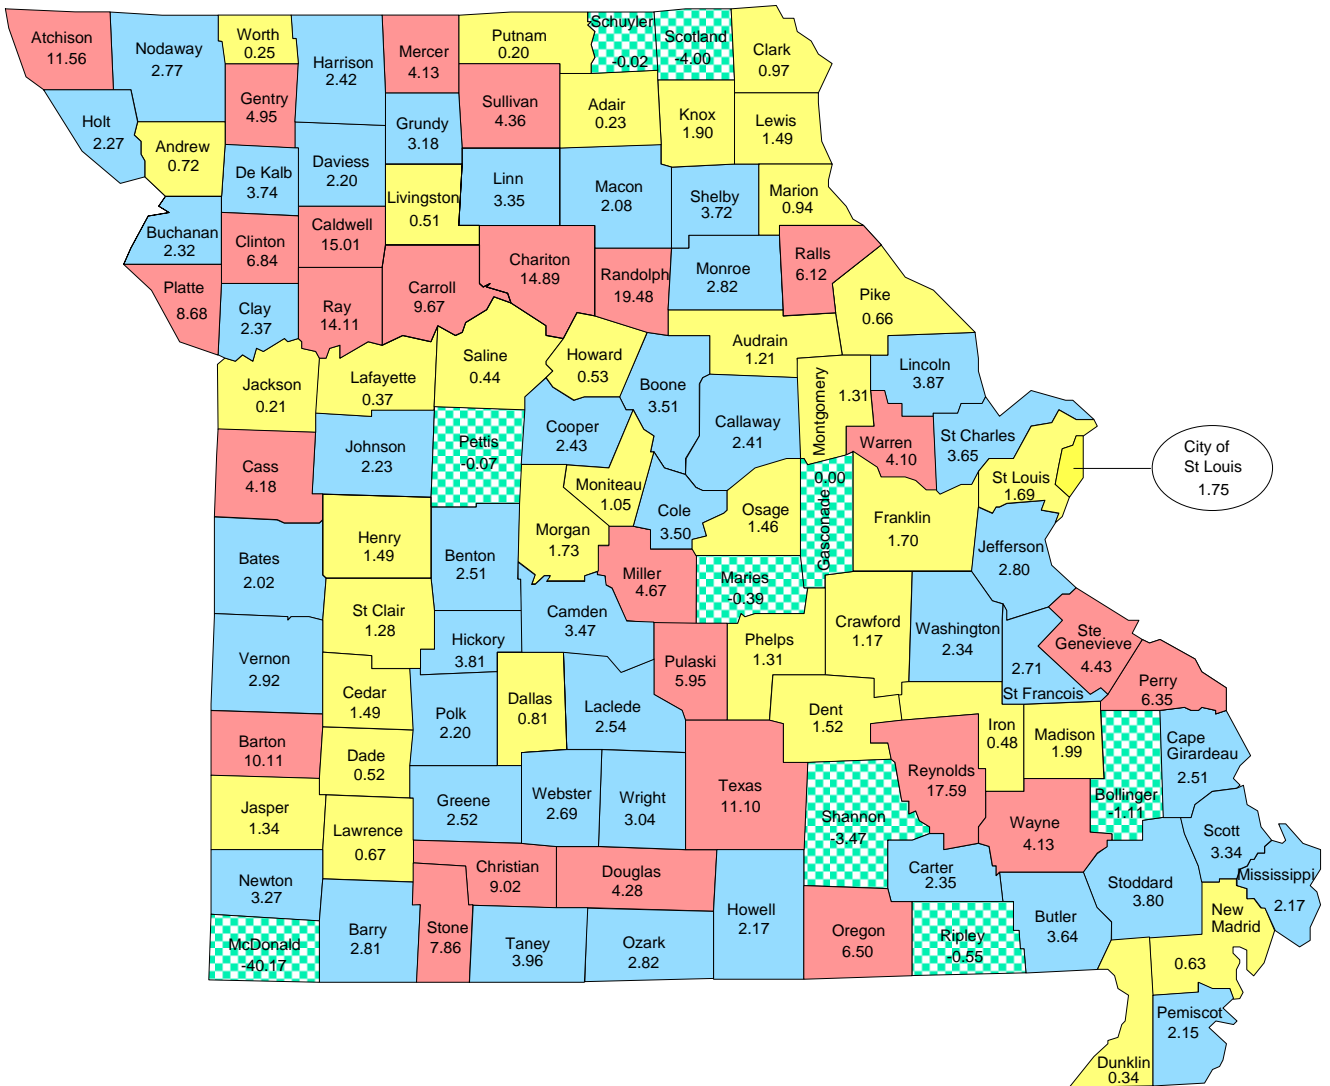 Atchison
11.56
Nodaway
2.77
Worth
0.25
Harrison
2.42
Mercer
4.13
Putnam
0.20
Schuyler
-0.02
Scotland
-4.00
Clark
0.97
Holt
2.27
Gentry
4.95
Grundy
3.18
Sullivan
4.36
Adair
0.23
Knox
1.90
Lewis
1.49
Andrew
0.72
De Kalb
3.74
Daviess
2.20
Livingston
0.51
Linn
3.35
Macon
2.08
Shelby
3.72
Marion
0.94
Buchanan
2.32
Clinton
6.84
Caldwell
15.01
Chariton
14.89
Randolph
19.48
Monroe
2.82
Ralls
6.12
Platte
8.68
Clay
2.37
Ray
14.11
Carroll
9.67
Pike
0.66
Jackson
0.21
Lafayette
0.37
Saline
0.44
Howard
0.53
Boone
3.51
Audrain
1.21
Lincoln
3.87
Callaway
2.41
Montgomery
1.31
Cass
4.18
Johnson
2.23
Pettis
-0.07
Cooper
2.43
Warren
4.10
St Charles
3.65
City of
St Louis
1.75
Moniteau
1.05
Cole
3.50
Osage
1.46
0.00
Gasconade
Franklin
1.70
St Louis
1.69
Bates
2.02
Henry
1.49
Benton
2.51
Morgan
1.73
Miller
4.67
Maries
-0.39
Jefferson
2.80
St Clair
1.28
Hickory
3.81
Camden
3.47
Phelps
1.31
Crawford
1.17
Washington
2.34
Ste
Genevieve
4.43
Vernon
2.92
Cedar
1.49
Polk
2.20
Dallas
0.81
Laclede
2.54
Pulaski
5.95
Dent
1.52
2.71
St Francois
Perry
6.35
Barton
10.11
Dade
0.52
Iron
0.48
Madison
1.99
Cape
Girardeau
2.51
Jasper
1.34
Lawrence
0.67
Greene
2.52
Webster
2.69
Wright
3.04
Texas
11.10
Shannon
-3.47
Reynolds
17.59
Wayne
4.13
Bollinger
-1.11
Scott
3.34
Newton
3.27
Christian
9.02
Douglas
4.28
Carter
2.35
Stoddard
3.80
Mississippi
2.17
McDonald
-40.17
Barry
2.81
Stone
7.86
Taney
3.96
Ozark
2.82
Howell
2.17
Oregon
6.50
Ripley
-0.55
Butler
3.64
New
Madrid
0.63
Pemiscot
2.15
Dunklin
0.34